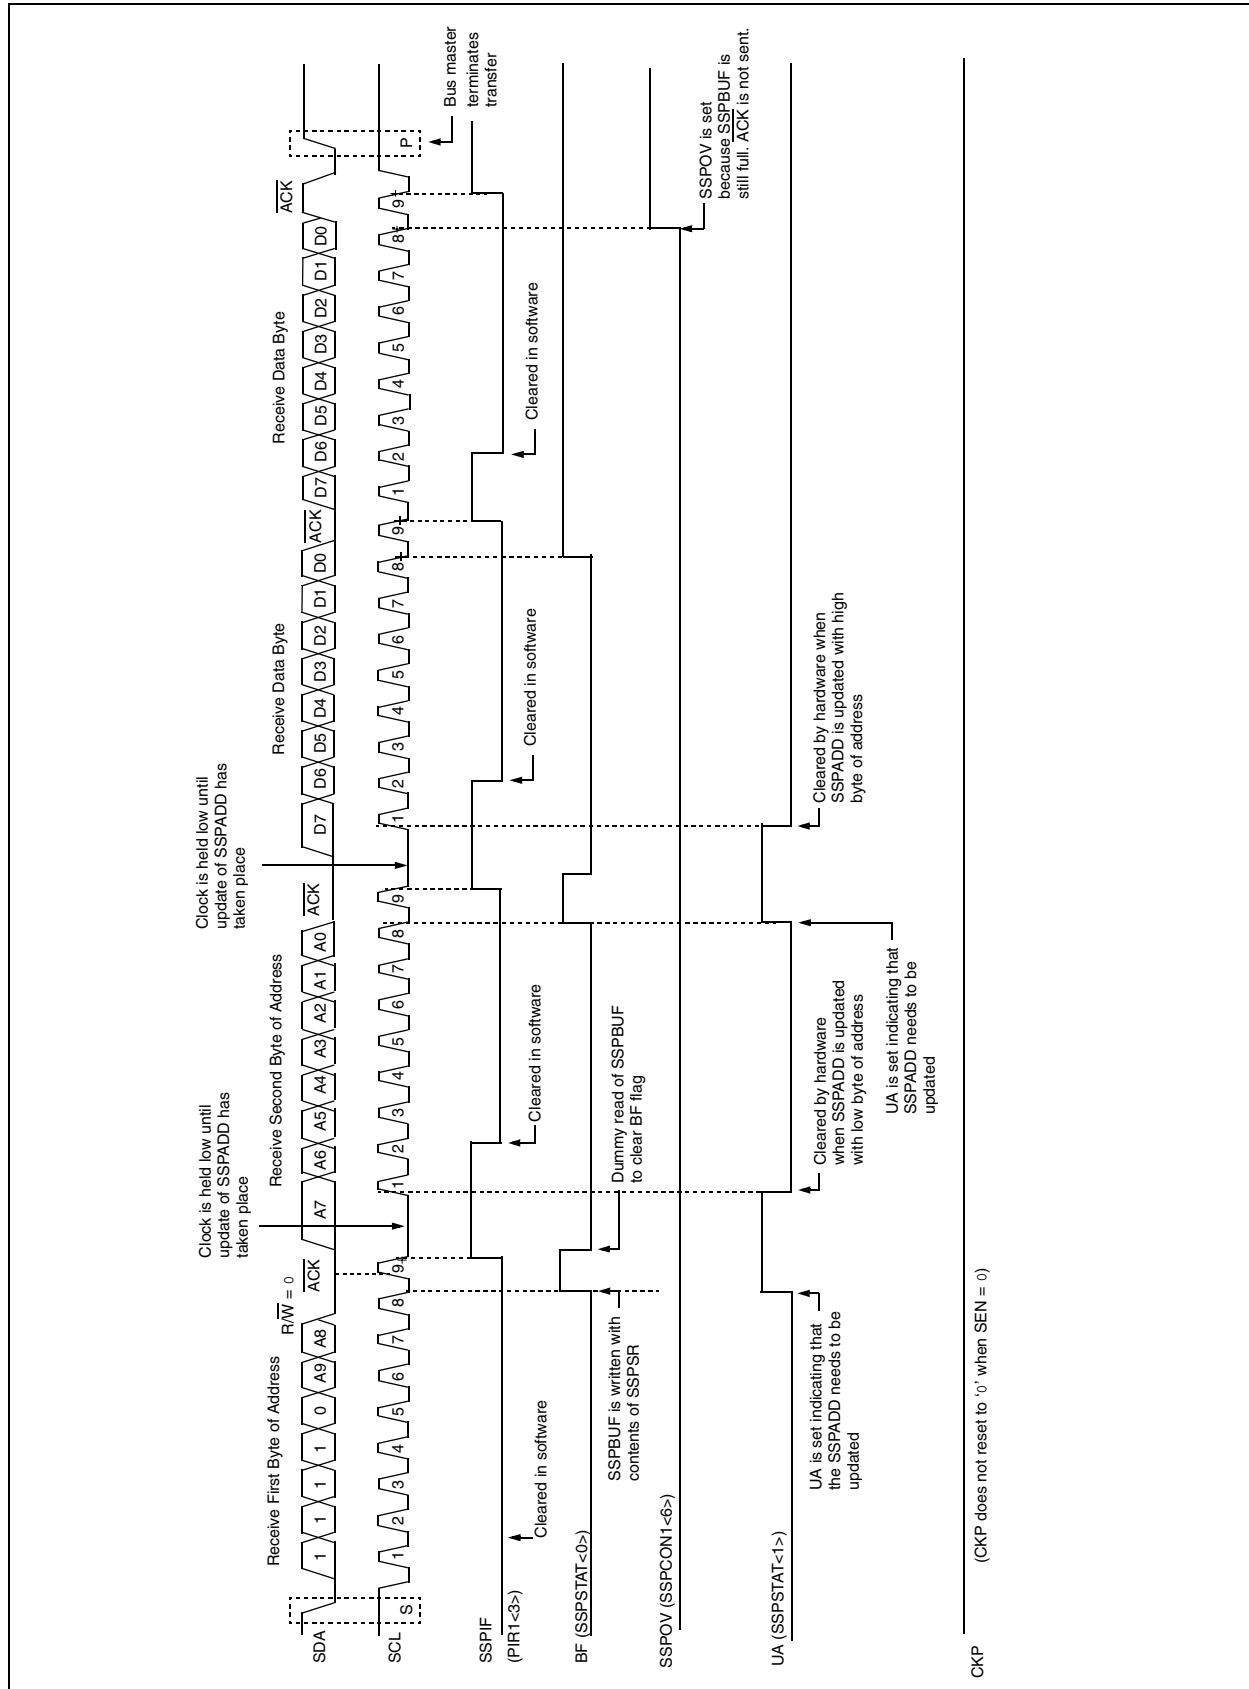 Receive First Byte of Address
R/W = 0
ACK
Clock is held low until
update of SSPADD has
taken place
Receive Second Byte of Address
ACK
Clock is held low until
update of SSPADD has
taken place
Receive Data Byte
ACK
Receive Data Byte
ACK
SDA
1 1 1 1 0 A9 A8
A7 A6 A5 A4 A3 A2 A1 A0
D7 D6 D5 D4 D3 D2 D1 D0
D7 D6 D5 D4 D3 D2 D1 D0
SCL
S
1 2 3 4 5 6 7 8 9
1 2 3 4 5 6 7 8 9
1 2 3 4 5 6 7 8 9
1 2 3 4 5 6 7 8 9
P
Bus master
terminates
transfer
SSPIF
(PIR1<3>)
Cleared in software
Cleared in software
Cleared in software
Cleared in software
BF (SSPSTAT<0>)
SSPBUF is written with
contents of SSPSR
Dummy read of SSPBUF
to clear BF flag
SSPOV (SSPCON1<6>)
SSPOV is set
because SSPBUF is
still full. ACK is not sent.
UA (SSPSTAT<1>)
UA is set indicating that
the SSPADD needs to be
updated
Cleared by hardware
when SSPADD is updated
with low byte of address
UA is set indicating that
SSPADD needs to be
updated
Cleared by hardware when
SSPADD is updated with high
byte of address
CKP
(CKP does not reset to ‘0’ when SEN = 0)